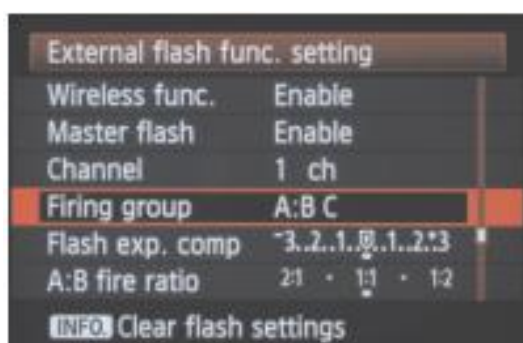 External flash func. setting
Wireless func. Enable
Master flash Enable
Channel 1 ch
Firing group A:B C
Flash exp. comp -3..2..1..0..1..2.+3
A:B fire ratio 2:1 · 1:1 · 1:2
INFO. Clear flash settings